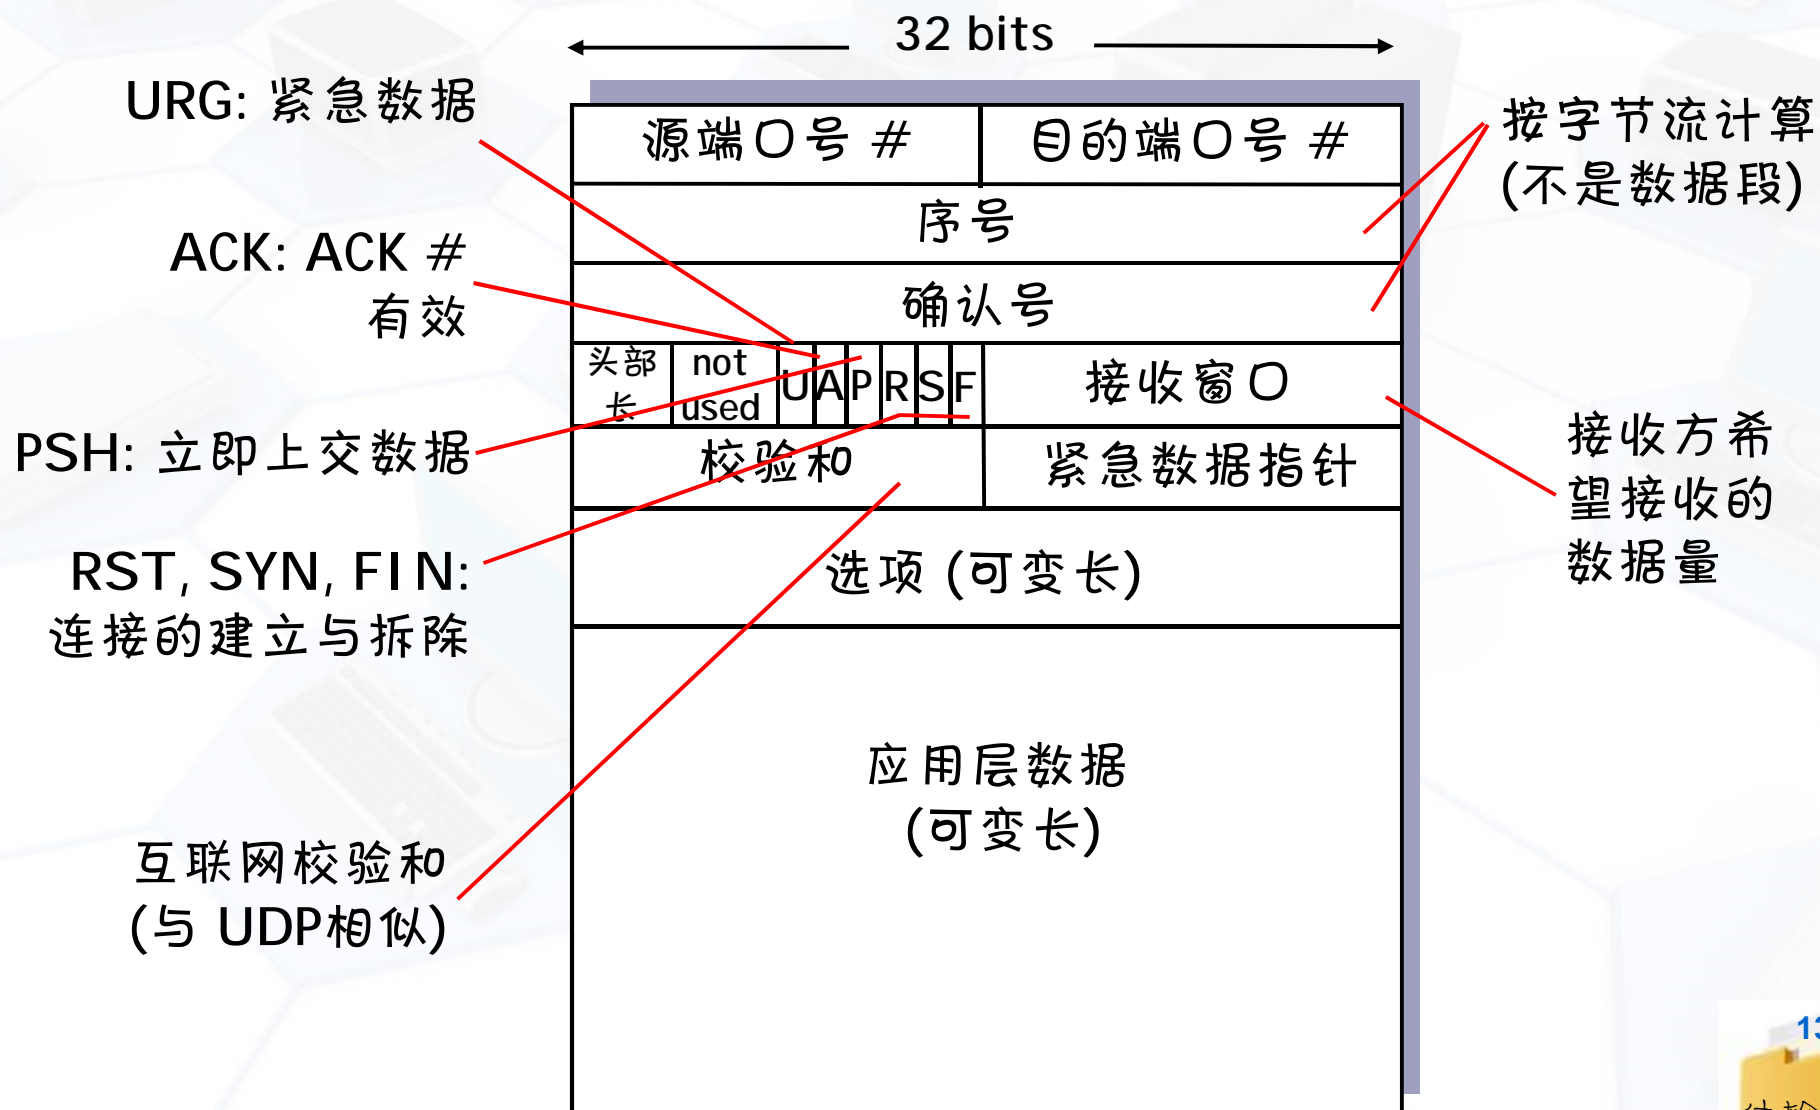 32 bits
URG: 紧急数据
源端口号 #
目的端口号 #
按字节流计算
(不是数据段)
序号
ACK: ACK #
有效
确认号
头部
长
not
used
U
A
P
R
S
F
接收窗口
PSH: 立即上交数据
校验和
紧急数据指针
接收方希
望接收的
数据量
RST, SYN, FIN:
连接的建立与拆除
选项 (可变长)
应用层数据
(可变长)
互联网校验和
(与 UDP相似)